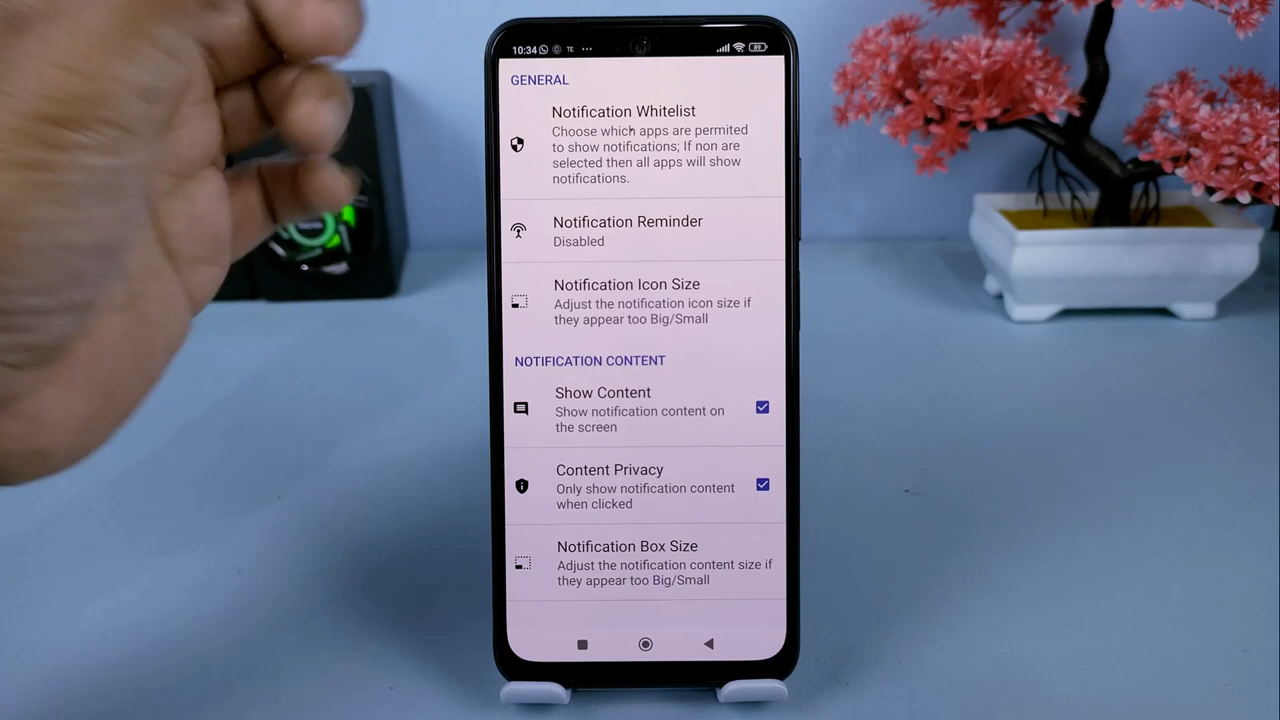 10:34 TE ... 89
GENERAL
Notification Whitelist
Choose which apps are permited
to show notifications; If non are
selected then all apps will show
notifications.
Notification Reminder
Disabled
Notification Icon Size
Adjust the notification icon size if
they appear too Big/Small
NOTIFICATION CONTENT
Show Content
Show notification content on
the screen
Content Privacy
Only show notification content
when clicked
Notification Box Size
Adjust the notification content size if
they appear too Big/Small